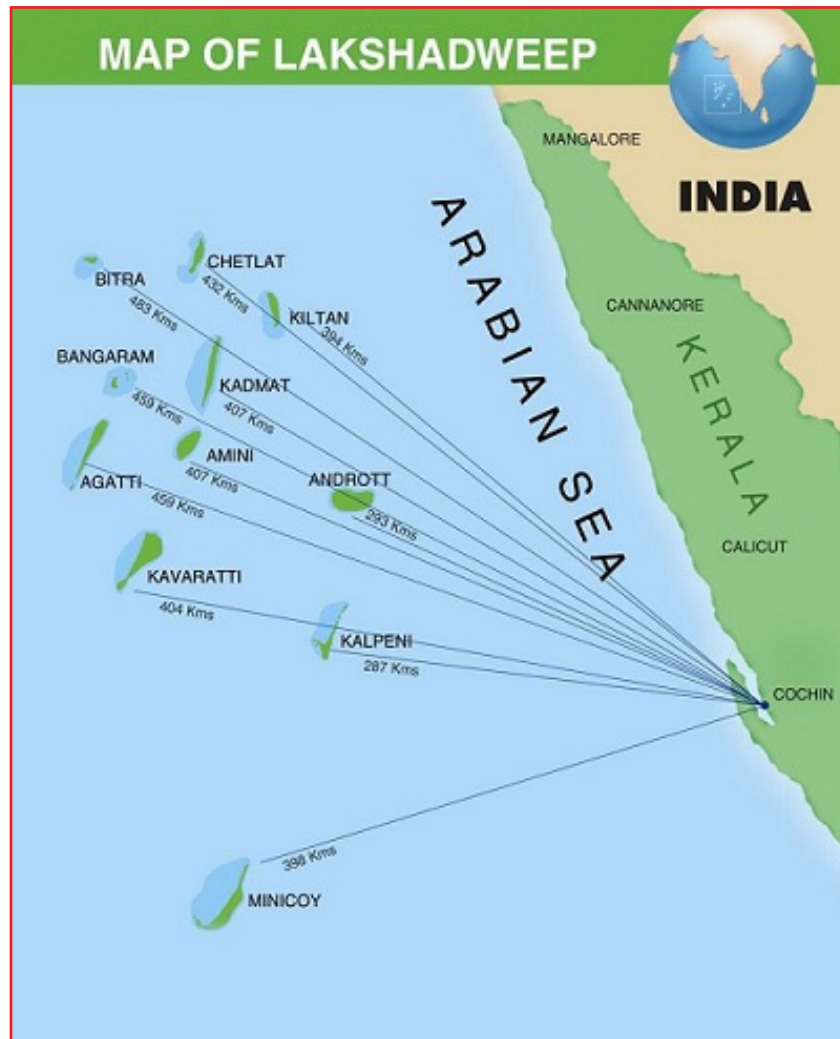 MAP OF LAKSHADWEEP
MANGALORE
INDIA
ARABIAN SEA
CHETLAT
432 Kms
BITRA
483 Kms
KILTAN
394 Kms
CANNANORE
KERALA
BANGARAM
459 Kms
KADMAT
407 Kms
AMINI
407 Kms
ANDROTT
293 Kms
AGATTI
459 Kms
CALICUT
KAVARATTI
404 Kms
KALPENI
287 Kms
COCHIN
398 Kms
MINICOY